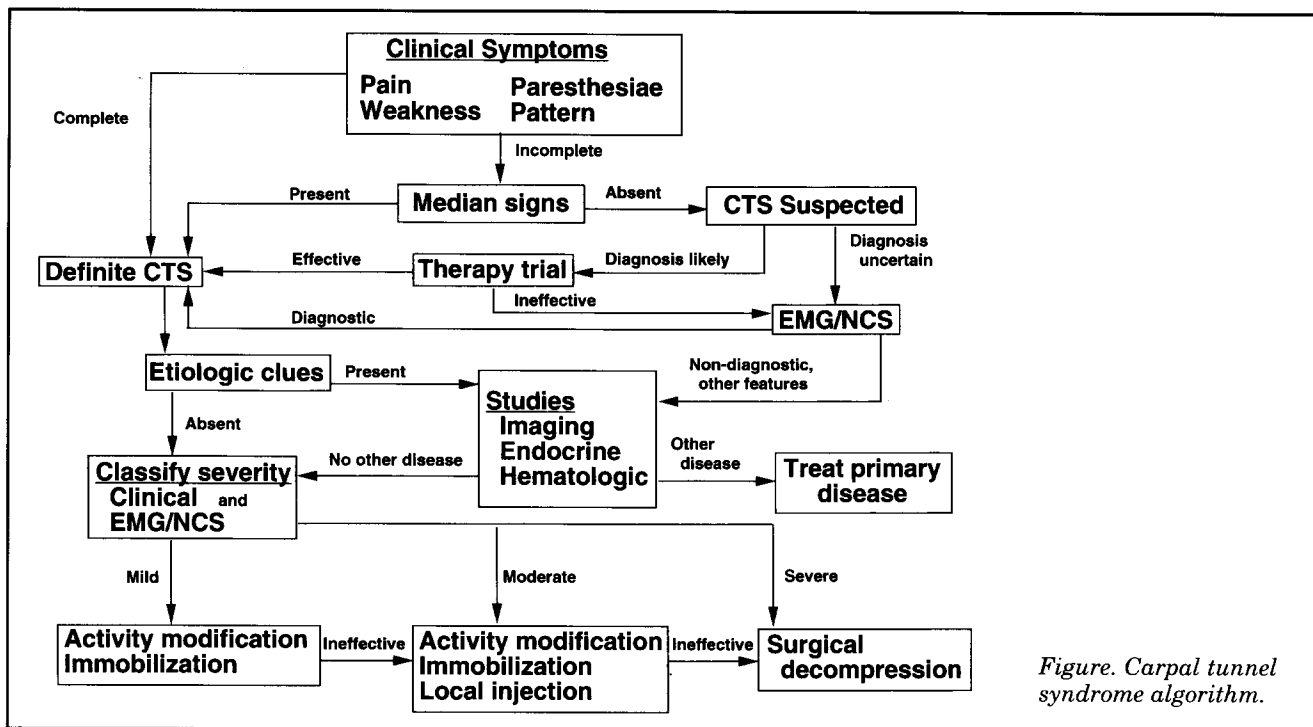 Clinical Symptoms
Pain Paresthesiae
Weakness Pattern
Complete
Incomplete
Present
Median signs
Absent
CTS Suspected
Definite CTS
Effective
Therapy trial
Diagnosis likely
Diagnosis
uncertain
Ineffective
Diagnostic
EMG/NCS
Etiologic clues
Present
Non-diagnostic,
other features
Studies
Imaging
Endocrine
Hematologic
Absent
No other disease
Other
disease
Classify severity
Clinical and
EMG/NCS
Treat primary
disease
Mild
Moderate
Severe
Activity modification
Immobilization
Ineffective
Activity modification
Immobilization
Local injection
Ineffective
Surgical
decompression
Figure. Carpal tunnel
syndrome algorithm.